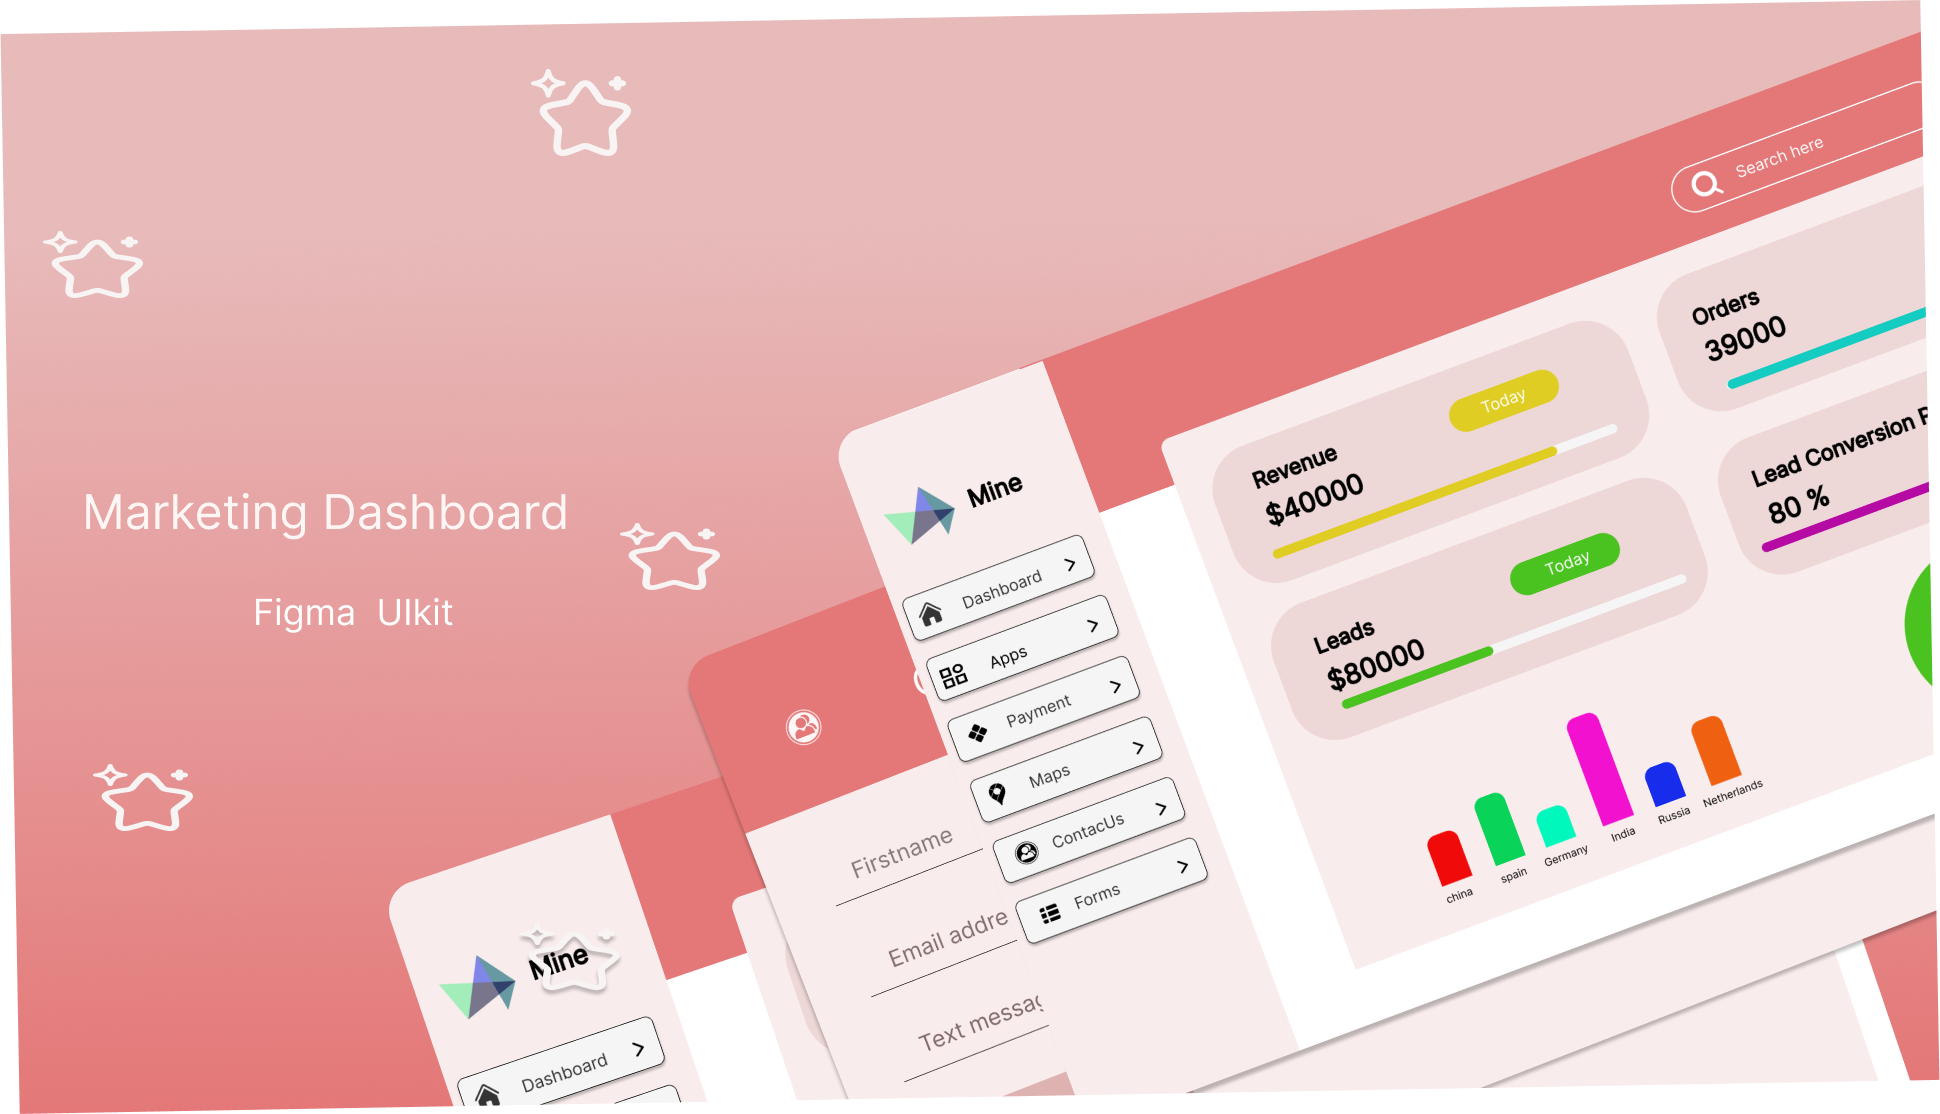 Marketing Dashboard
Figma UIkit
Search here
Mine
Dashboard
Apps
Payment
Maps
ContacUs
Forms
Revenue
$40000
Today
Orders
39000
Leads
$80000
Today
Lead Conversion R
80 %
china
spain
Germany
India
Russia
Netherlands
Firstname
Email addre
Text messag
Mine
Dashboard